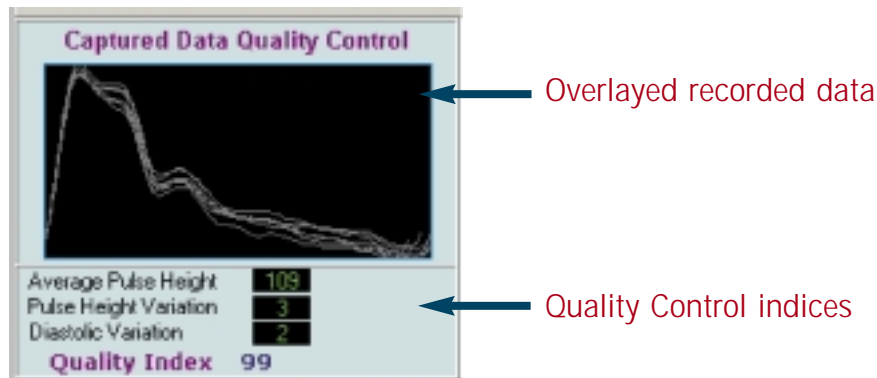 Captured Data Quality Control
Overlayed recorded data
Average Pulse Height 109
Pulse Height Variation 3
Diastolic Variation 2
Quality Control indices
Quality Index 99